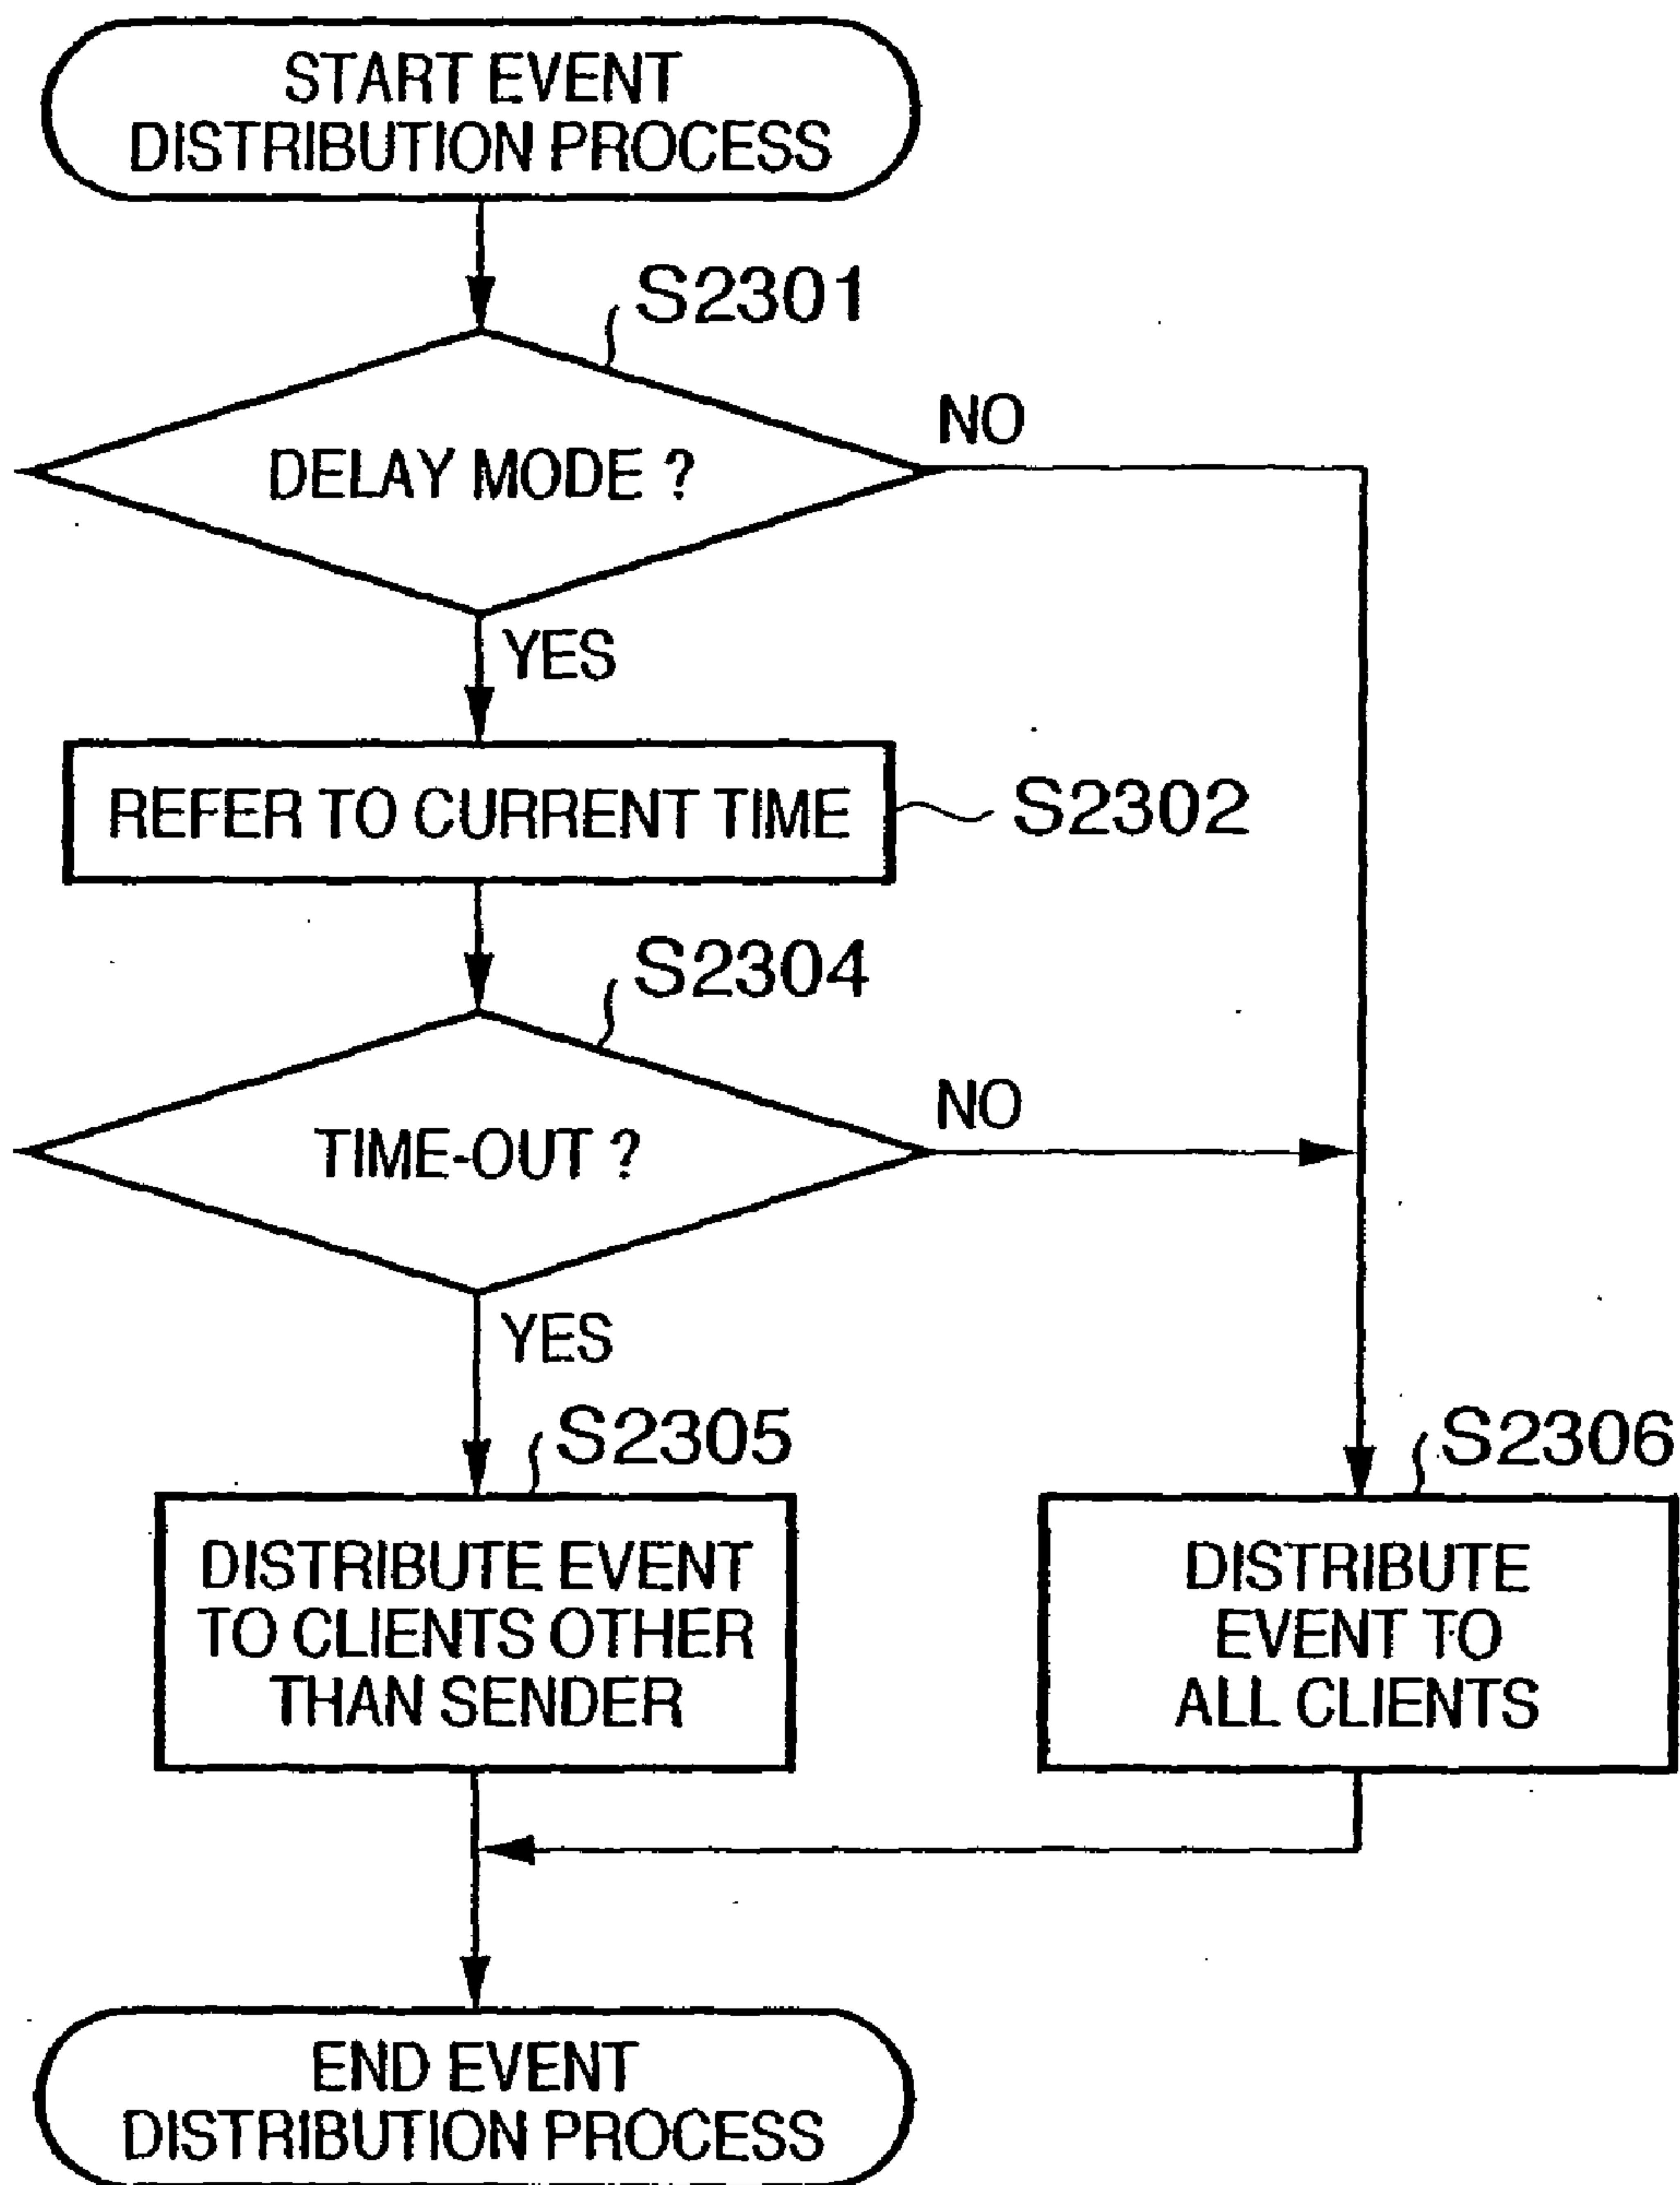 START EVENT
DISTRIBUTION PROCESS
S2301
DELAY MODE ?
NO
YES
REFER TO CURRENT TIME
S2302
S2304
TIME-OUT ?
NO
YES
S2305
DISTRIBUTE EVENT
TO CLIENTS OTHER
THAN SENDER
S2306
DISTRIBUTE
EVENT TO
ALL CLIENTS
END EVENT
DISTRIBUTION PROCESS